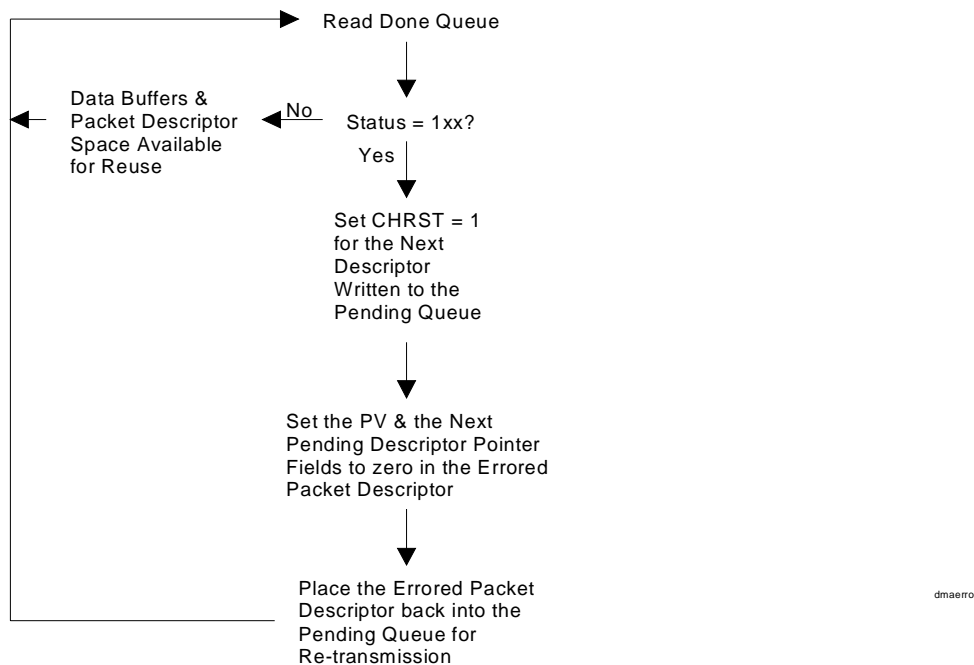 Read Done Queue
Data Buffers &
Packet Descriptor
Space Available
for Reuse
No
Status = 1xx?
Yes
Set CHRST = 1
for the Next
Descriptor
Written to the
Pending Queue
Set the PV & the Next
Pending Descriptor Pointer
Fields to zero in the Errored
Packet Descriptor
Place the Errored Packet
Descriptor back into the
Pending Queue for
Re-transmission
dmaerro